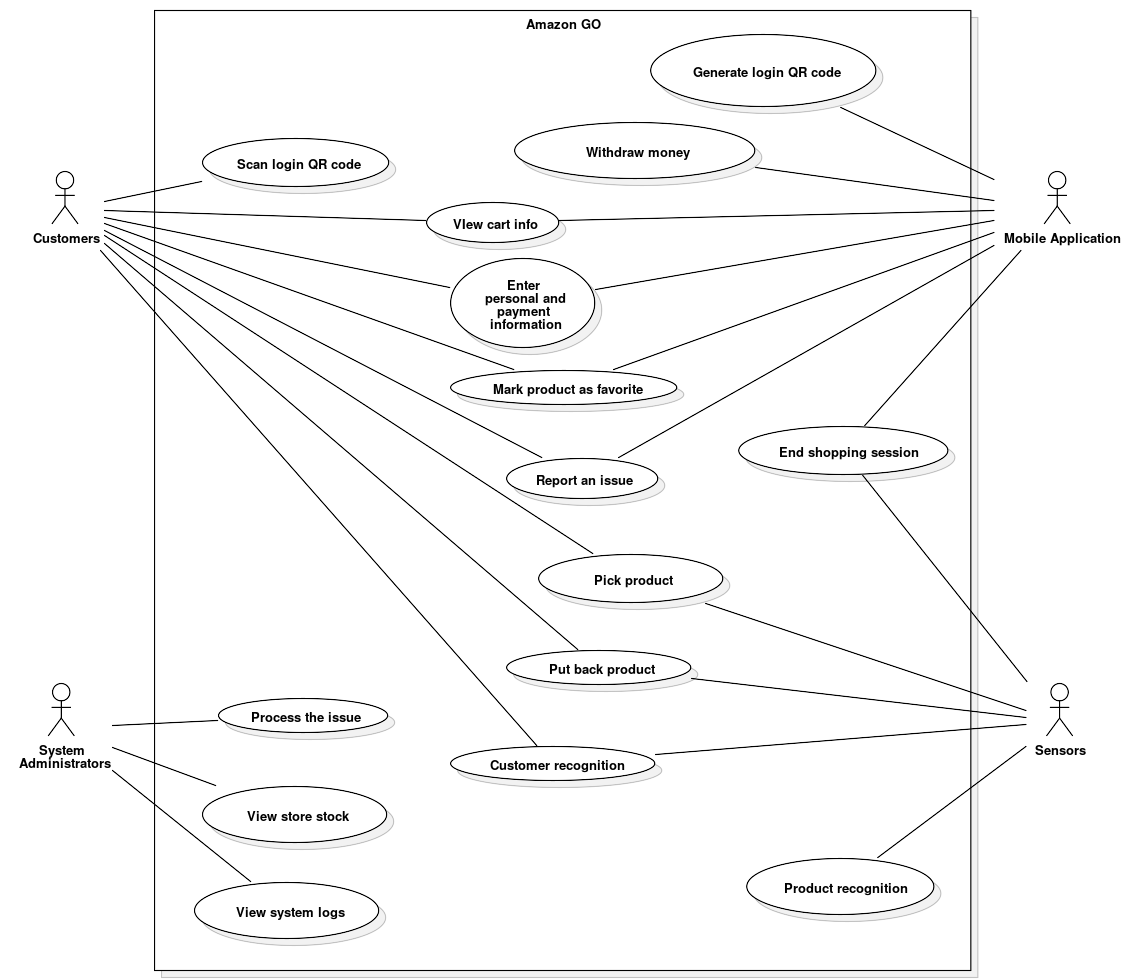 Amazon GO
Generate login QR code
Withdraw money
Scan login QR code
VIew cart info
Customers
Mobile Application
Enter
personal and
payment
information
Mark product as favorite
End shopping session
Report an issue
Pick product
Put back product
Process the issue
System
Administrators
Sensors
Customer recognition
View store stock
Product recognition
View system logs